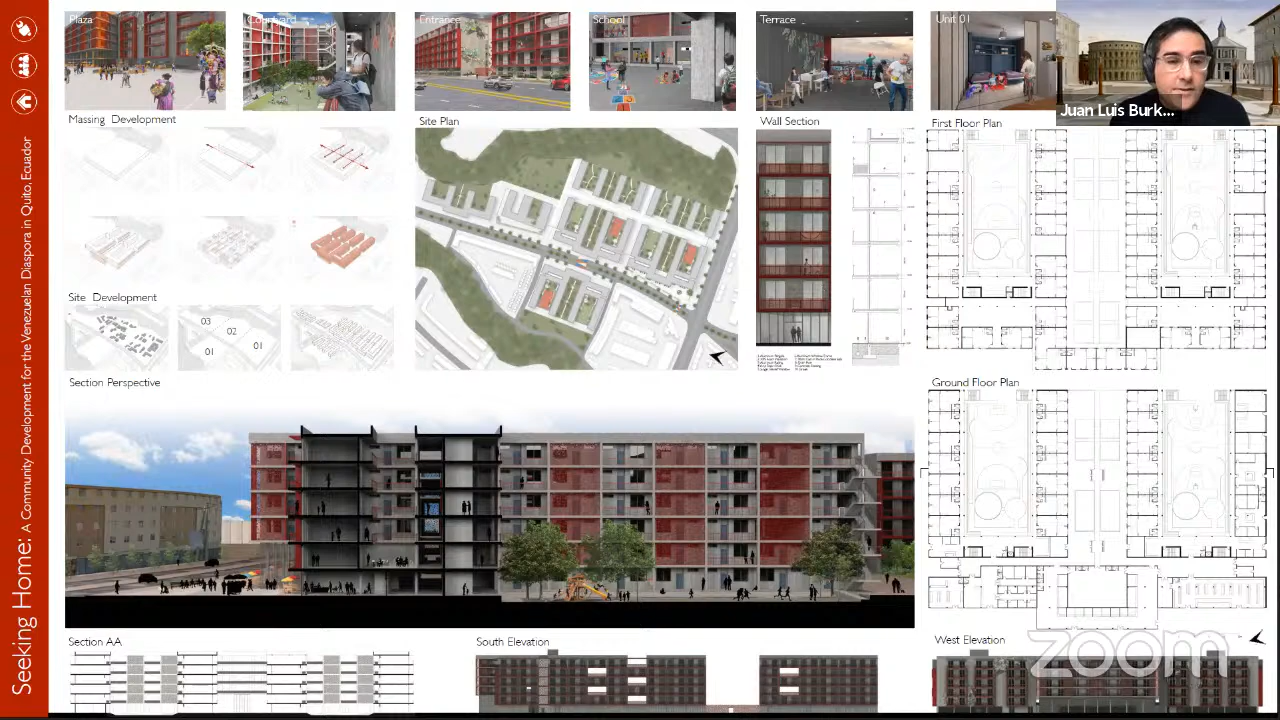 Seeking Home: A Community Development for the Venezuelan Diaspora in Quito, Ecuador
Plaza
Courtyard
Entrance
School
Terrace
Unit 01
Juan Luis Burk...
Massing Development
Site Plan
Wall Section
First Floor Plan
Site Development
03
02
01
01
Section Perspective
Ground Floor Plan
Section AA
South Elevation
West Elevation
zoom